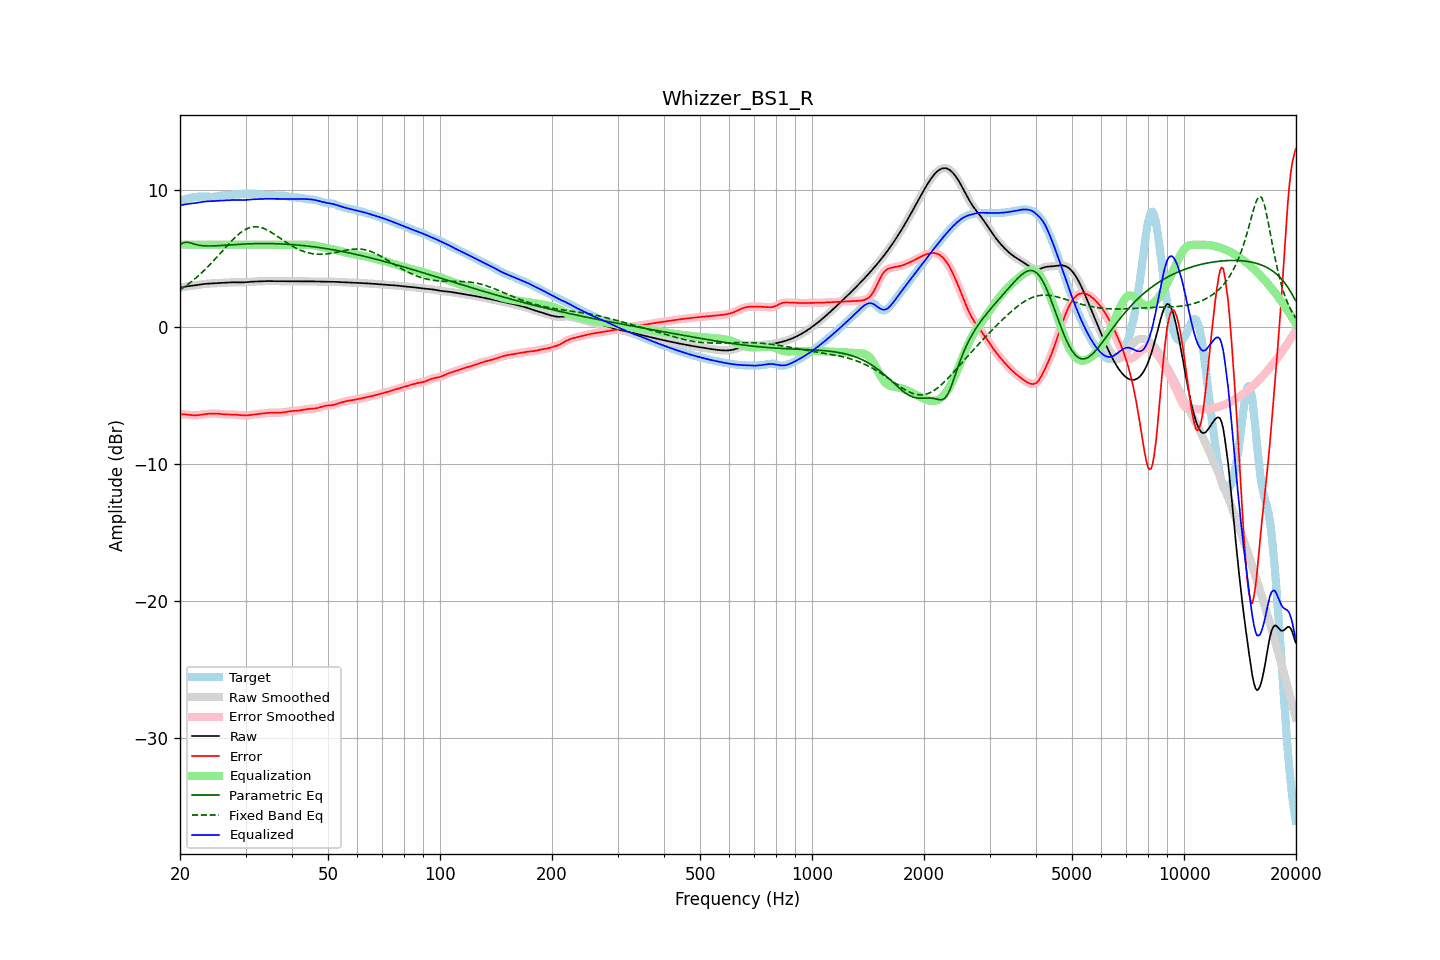 Whizzer_BS1_R
10
0
−10
−20
−30
Amplitude (dBr)
Target
Raw Smoothed
Error Smoothed
Raw
Error
Equalization
Parametric Eq
Fixed Band Eq
Equalized
20 50 100 200 500 1000 2000 5000 10000 20000
Frequency (Hz)